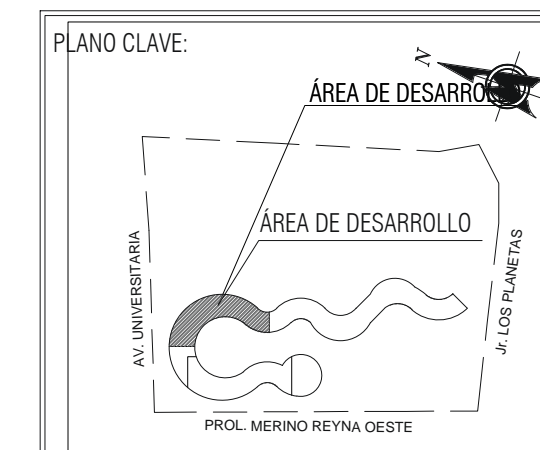 PLANO CLAVE:
N
ÁREA DE DESARRO
ÁREA DE DESARROLLO
AV. UNIVERSITARIA
Jr. LOS PLANETAS
PROL. MERINO REYNA OESTE